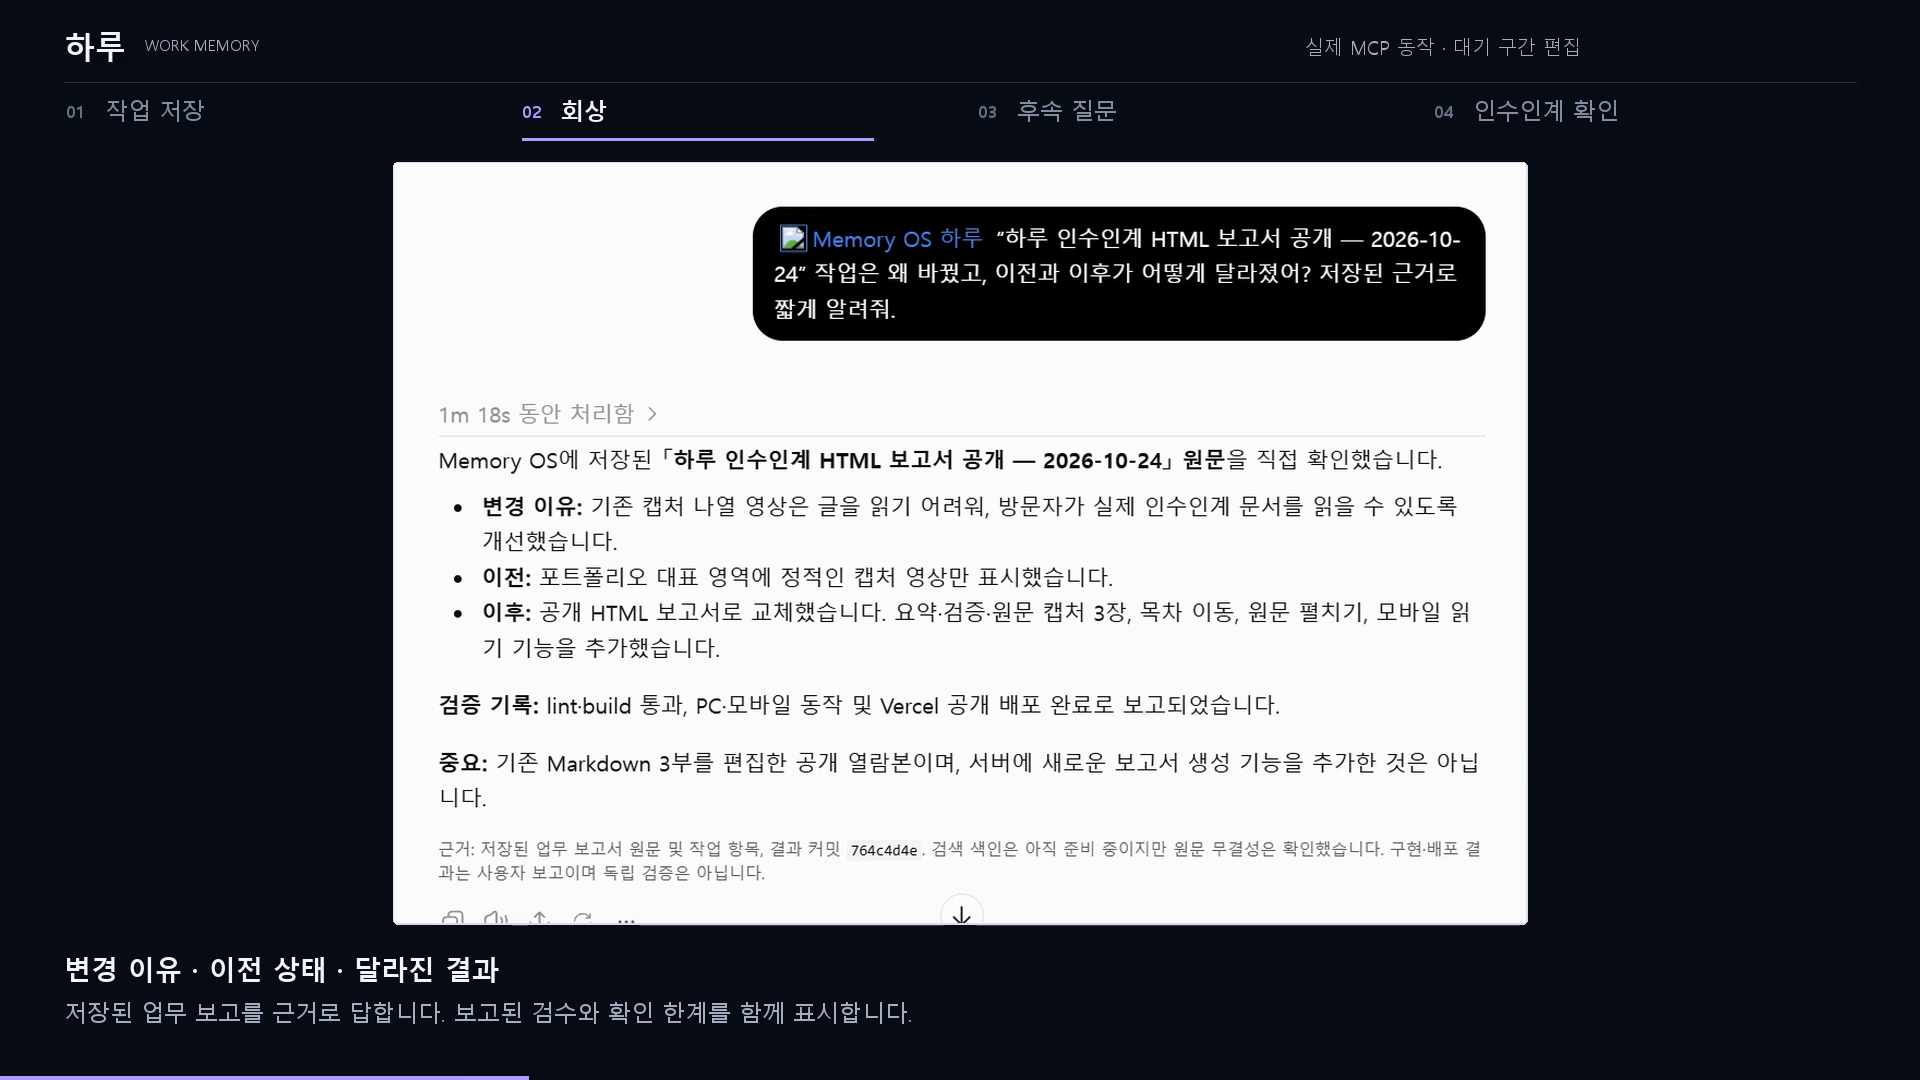 하루 WORK MEMORY
실제 MCP 동작 · 대기 구간 편집
01 작업 저장
02 회상
03 후속 질문
04 인수인계 확인
Memory OS 하루 “하루 인수인계 HTML 보고서 공개 — 2026-10-
24” 작업은 왜 바꿨고, 이전과 이후가 어떻게 달라졌어? 저장된 근거로
짧게 알려줘.
1m 18s 동안 처리함
Memory OS에 저장된 「하루 인수인계 HTML 보고서 공개 — 2026-10-24」 원문을 직접 확인했습니다.
• 변경 이유: 기존 캡처 나열 영상은 글을 읽기 어려워, 방문자가 실제 인수인계 문서를 읽을 수 있도록
개선했습니다.
• 이전: 포트폴리오 대표 영역에 정적인 캡처 영상만 표시했습니다.
• 이후: 공개 HTML 보고서로 교체했습니다. 요약·검증·원문 캡처 3장, 목차 이동, 원문 펼치기, 모바일 읽
기 기능을 추가했습니다.
검증 기록: lint·build 통과, PC·모바일 동작 및 Vercel 공개 배포 완료로 보고되었습니다.
중요: 기존 Markdown 3부를 편집한 공개 열람본이며, 서버에 새로운 보고서 생성 기능을 추가한 것은 아닙
니다.
근거: 저장된 업무 보고서 원문 및 작업 항목, 결과 커밋 764c4d4e. 검색 색인은 아직 준비 중이지만 원문 무결성은 확인했습니다. 구현·배포 결
과는 사용자 보고이며 독립 검증은 아닙니다.
변경 이유 · 이전 상태 · 달라진 결과
저장된 업무 보고를 근거로 답합니다. 보고된 검수와 확인 한계를 함께 표시합니다.